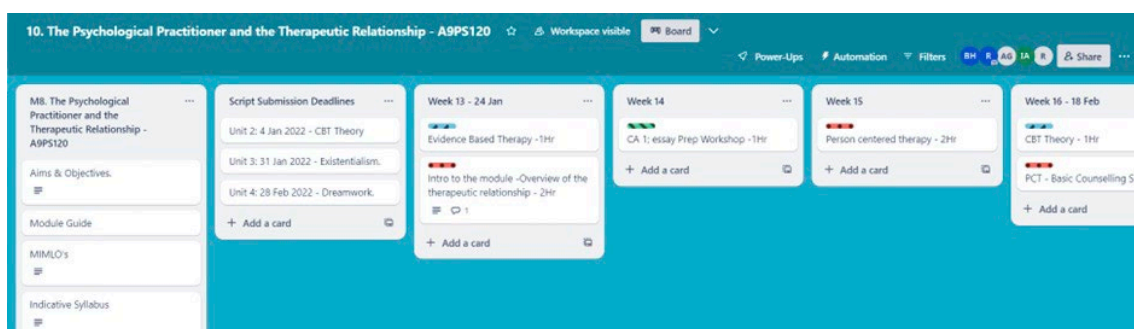 10. The Psychological Practitioner and the Therapeutic Relationship - A9PS120
Workspace visible
Board
Power-Ups
Automation
Filters
BH
R
AG
IA
R
Share
M8. The Psychological
Practitioner and the
Therapeutic Relationship -
A9PS120
Aims & Objectives.
Module Guide
MIMLO's
Indicative Syllabus
Script Submission Deadlines
Unit 2: 4 Jan 2022 - CBT Theory
Unit 3: 31 Jan 2022 - Existentialism.
Unit 4: 28 Feb 2022 - Dreamwork.
+ Add a card
Week 13 - 24 Jan
Evidence Based Therapy -1Hr
Intro to the module -Overview of the
therapeutic relationship - 2Hr
1
+ Add a card
Week 14
CA 1; essay Prep Workshop -1Hr
+ Add a card
Week 15
Person centered therapy - 2Hr
+ Add a card
Week 16 - 18 Feb
CBT Theory - 1Hr
PCT - Basic Counselling S
+ Add a card